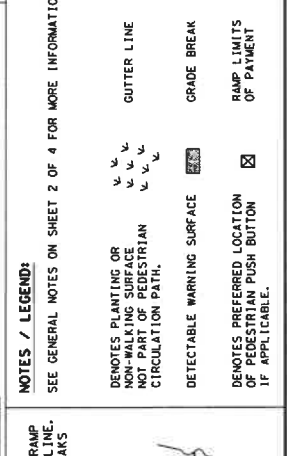 NOTES / LEGEND:
SEE GENERAL NOTES ON SHEET 2 OF 4 FOR MORE
DENOTES PLANTING OR
NON-WALKING SURFACE
NOT PART OF PEDESTRIAN
CIRCULATION PATH.
GUTTER LINE
DETECTABLE WARNING SURFACE
GRADE BREAK
DENOTES PREFERRED LOCATION
OF PEDESTRIAN PUSH BUTTON
IF APPLICABLE.
RAMP LIMITS
OF PAYMENT
RAMP
LINE.